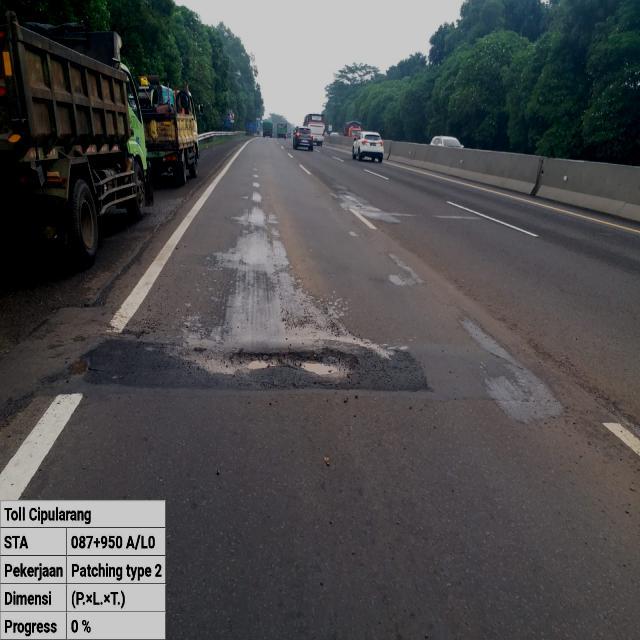 Toll Cipularang
STA 087+950 A/L0
Pekerjaan Patching type 2
Dimensi (P.×L.×T.)
Progress 0 %